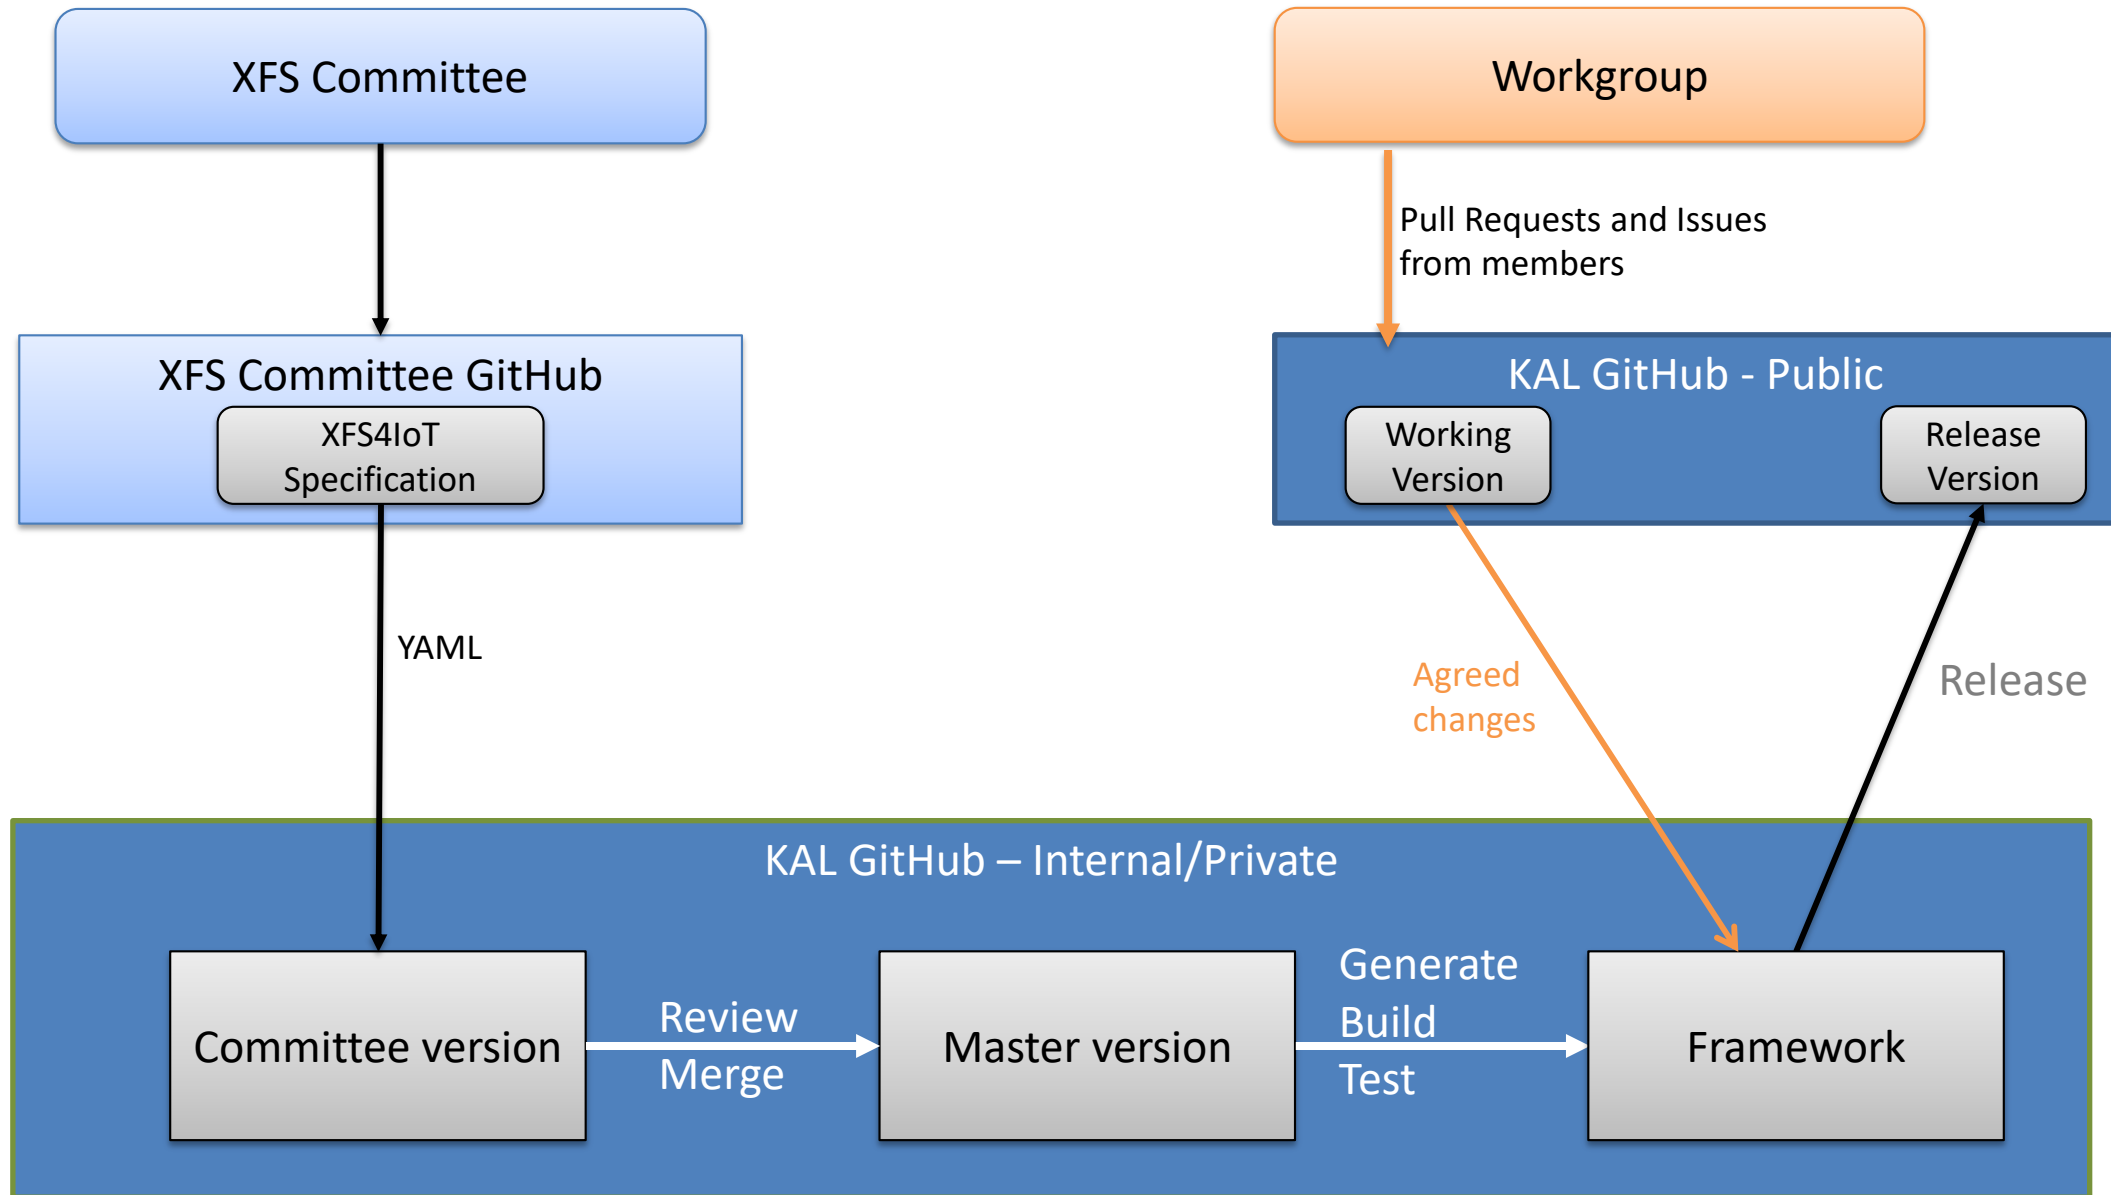 XFS Committee
Workgroup
Pull Requests and Issues
from members
XFS Committee GitHub
XFS4IoT
Specification
KAL GitHub - Public
Working
Version
Release
Version
YAML
Agreed
changes
Release
KAL GitHub – Internal/Private
Committee version
Review
Merge
Master version
Generate
Build
Test
Framework